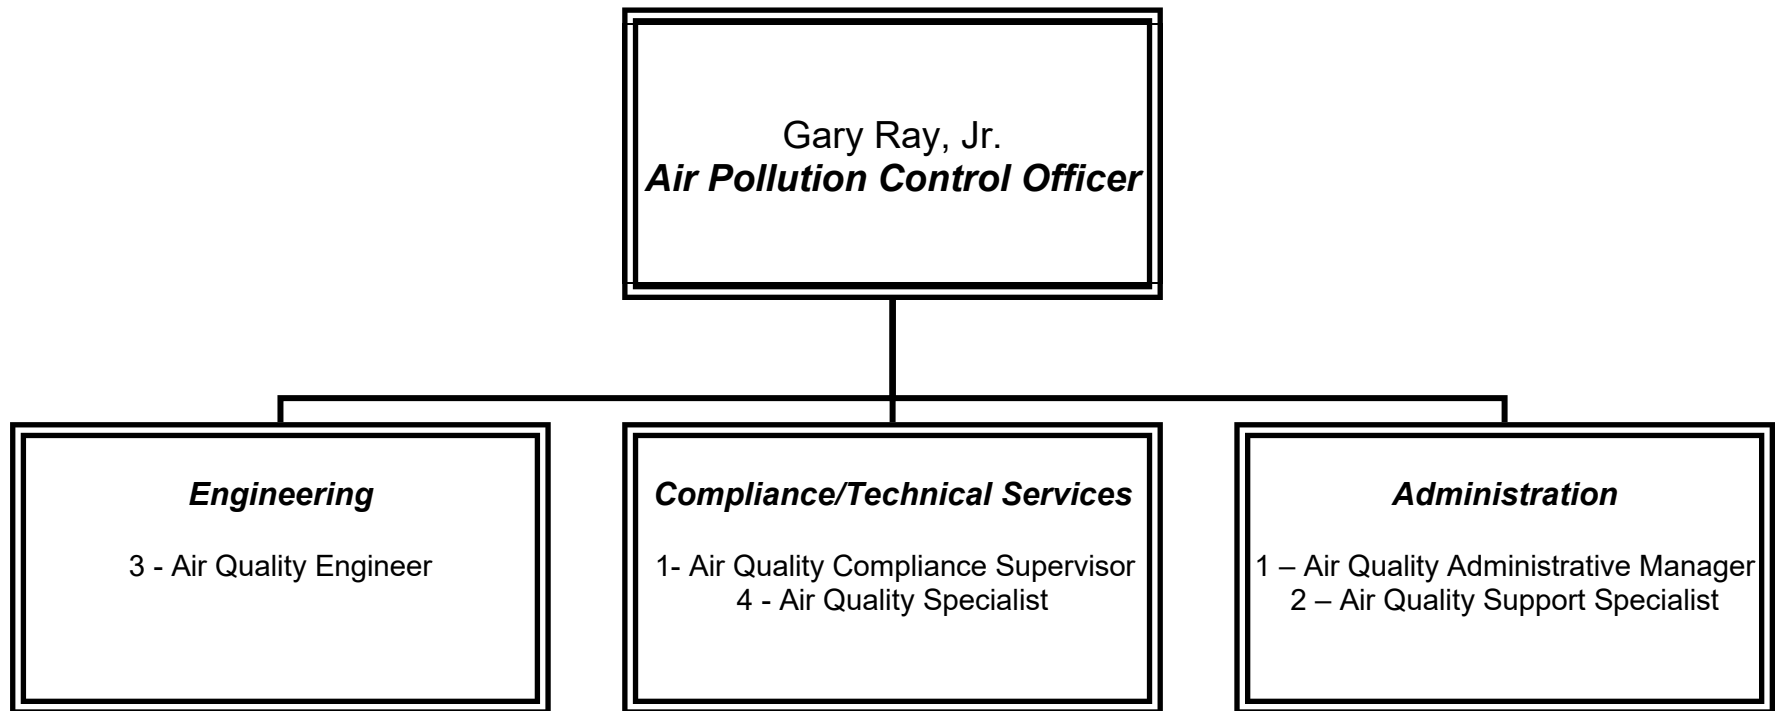 Gary Ray, Jr.
Air Pollution Control Officer
Engineering
3 - Air Quality Engineer
Compliance/Technical Services
1- Air Quality Compliance Supervisor
4 - Air Quality Specialist
Administration
1 – Air Quality Administrative Manager
2 – Air Quality Support Specialist